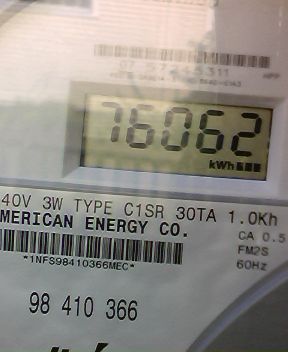 76062
kWh
40V 3W TYPE C1SR 30TA 1.0Kh
MERICAN ENERGY CO.
CA 0.5
*1NFS98410366MEC*
FM2S
60Hz
98 410 366